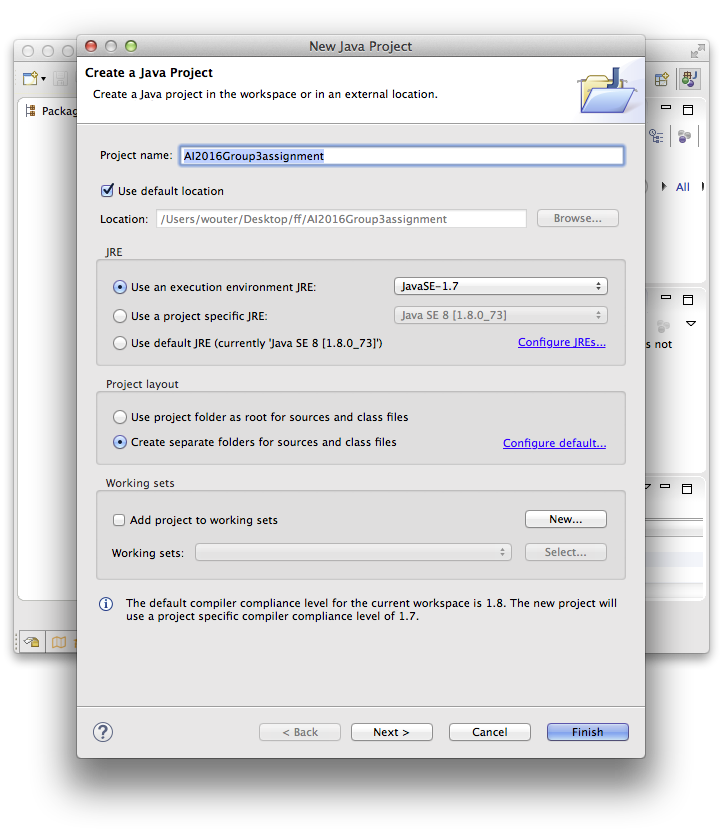 New Java Project
Create a Java Project
Create a Java project in the workspace or in an external location.
Packag
Project name: AI2016Group3assignment
Use default location
All
Location: /Users/wouter/Desktop/ff/AI2016Group3assignment Browse...
JRE
Use an execution environment JRE: JavaSE-1.7
Use a project specific JRE: Java SE 8 [1.8.0_73]
Use default JRE (currently 'Java SE 8 [1.8.0_73]') Configure JREs...
s not
Project layout
Use project folder as root for sources and class files
Create separate folders for sources and class files Configure default...
Working sets
Add project to working sets New...
Working sets: Select...
The default compiler compliance level for the current workspace is 1.8. The new project will
use a project specific compiler compliance level of 1.7.
? < Back Next > Cancel Finish